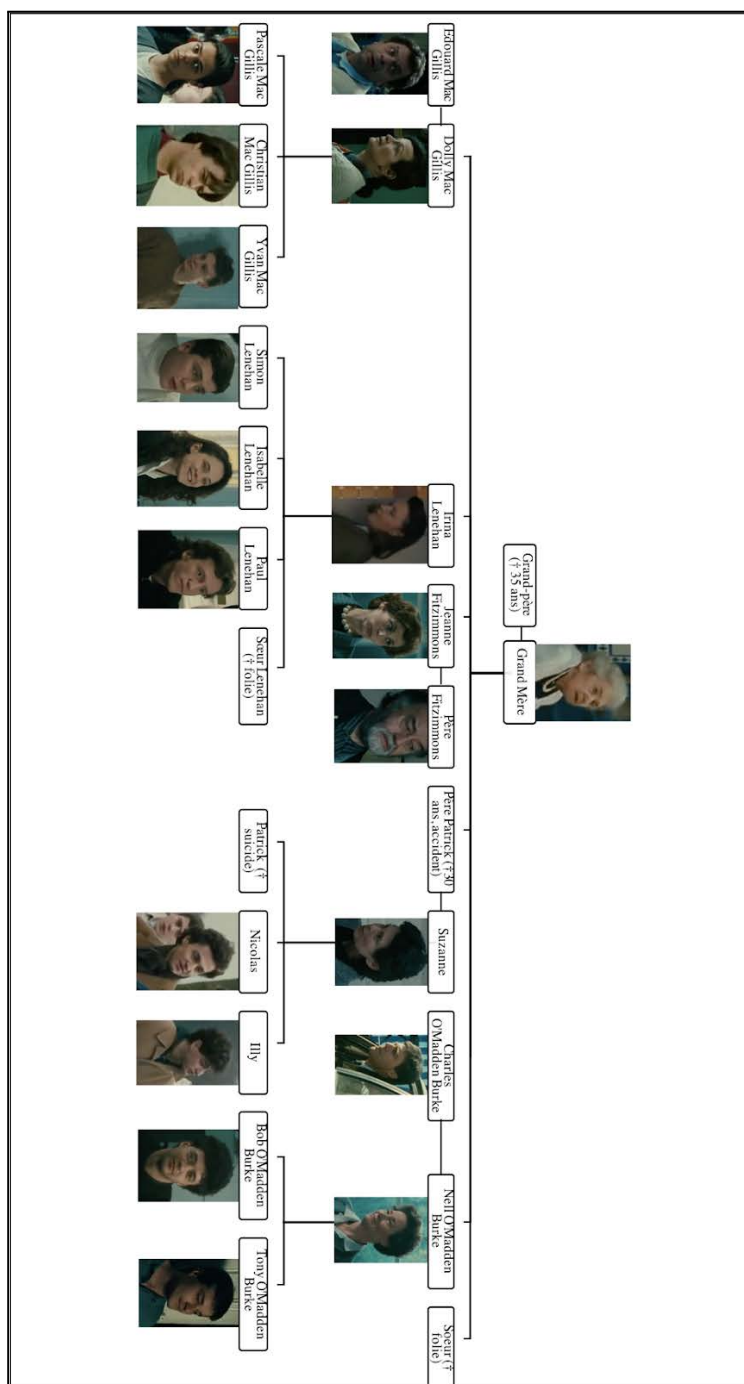 Grand-père
(† 35 ans)
Grand Mère
Edouard Mac
Gillis
Dolly Mac
Gillis
Irina
Lenehan
Jeanne
Fitzimmons
Père
Fitzimmons
Père Patrick († 30
ans, accident)
Suzanne
Charles
O'Madden Burke
Nell O'Madden
Burke
Soeur (†
folie)
Pascale Mac
Gillis
Christian
Mac Gillis
Yvan Mac
Gillis
Simon
Lenehan
Isabelle
Lenehan
Paul
Lenehan
Sœur Lenehan
(† folie)
Patrick (†
suicide)
Nicolas
Illy
Bob O'Madden
Burke
Tony O'Madden
Burke